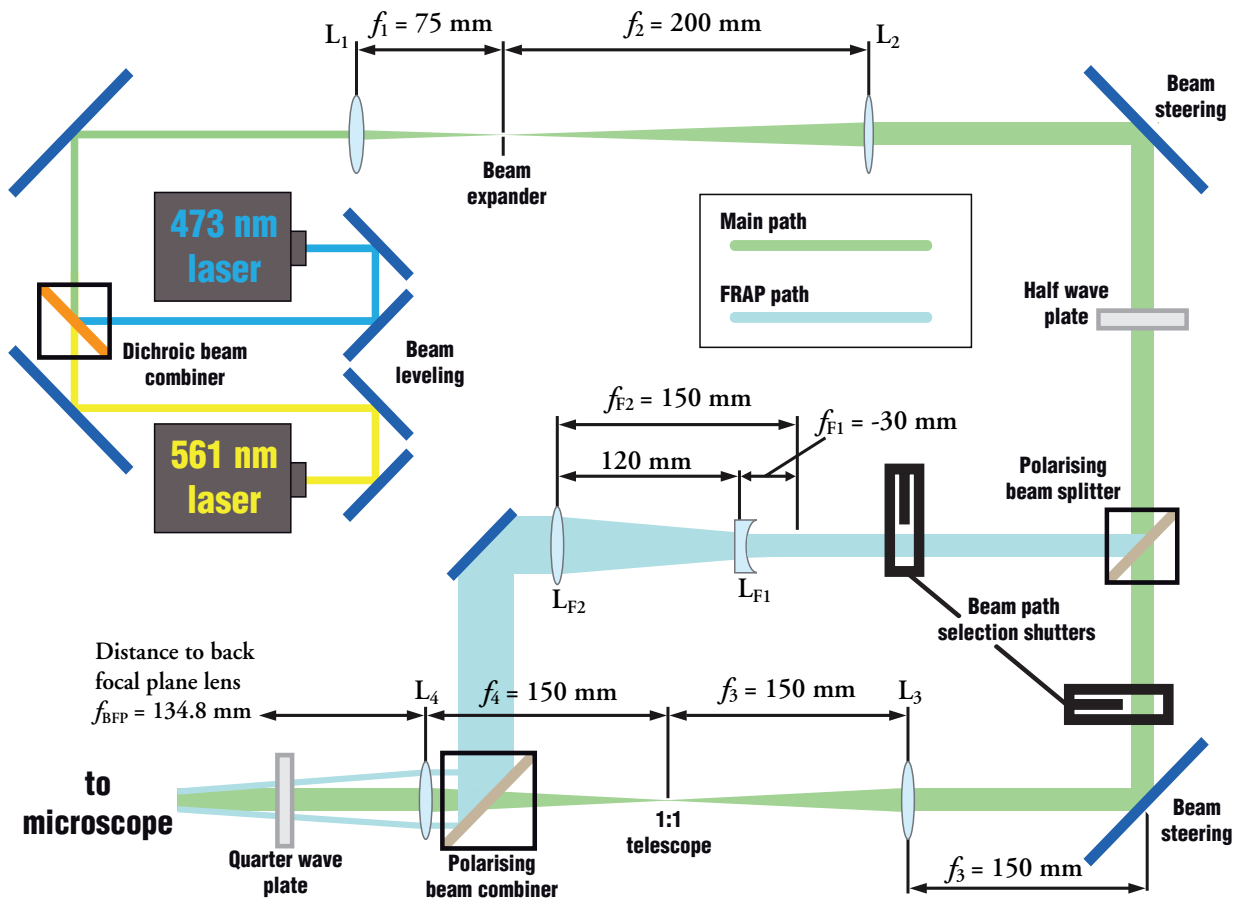 f1 = 75 mm
f2 = 200 mm
L1
L2
Beam
steering
Beam
expander
473 nm
laser
Main path
FRAP path
Half wave
plate
Dichroic beam
combiner
Beam
leveling
561 nm
laser
fF2 = 150 mm
fF1 = -30 mm
120 mm
Polarising
beam splitter
LF2
LF1
Beam path
selection shutters
Distance to back
focal plane lens
fBFP = 134.8 mm
L4
f4 = 150 mm
f3 = 150 mm
L3
to
microscope
1:1
telescope
Beam
steering
Quarter wave
plate
Polarising
beam combiner
f3 = 150 mm